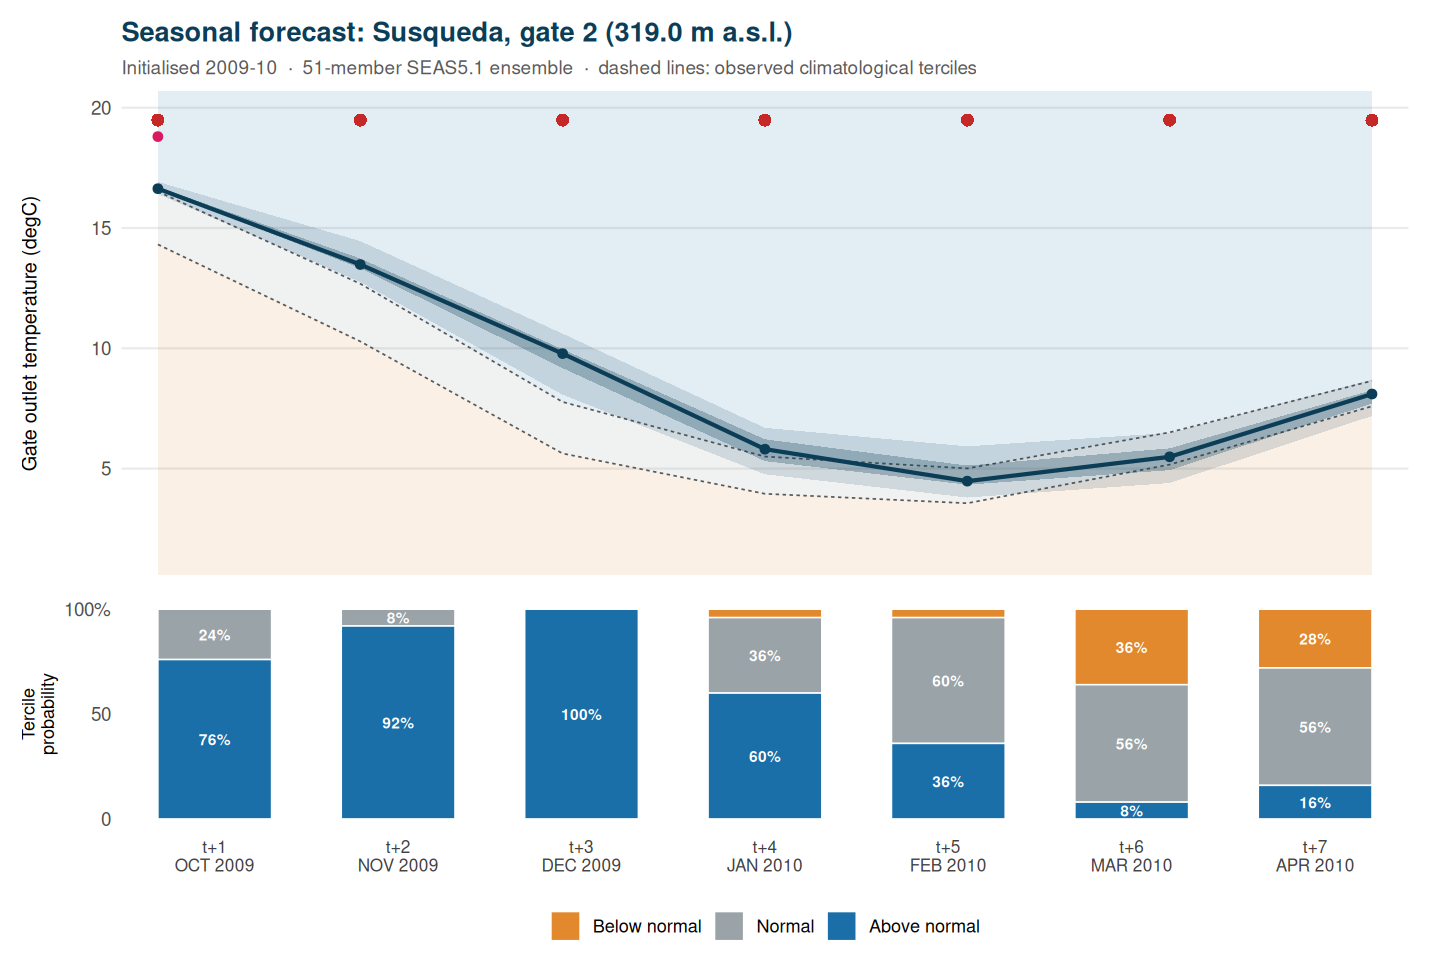 Seasonal forecast: Susqueda, gate 2 (319.0 m a.s.l.)
Initialised 2009-10 · 51-member SEAS5.1 ensemble · dashed lines: observed climatological terciles
Gate outlet temperature (degC)
20
15
10
5
Tercile
probability
100%
50
0
24%
76%
8%
92%
100%
36%
60%
60%
36%
36%
56%
8%
28%
56%
16%
t+1
OCT 2009
t+2
NOV 2009
t+3
DEC 2009
t+4
JAN 2010
t+5
FEB 2010
t+6
MAR 2010
t+7
APR 2010
Below normal
Normal
Above normal